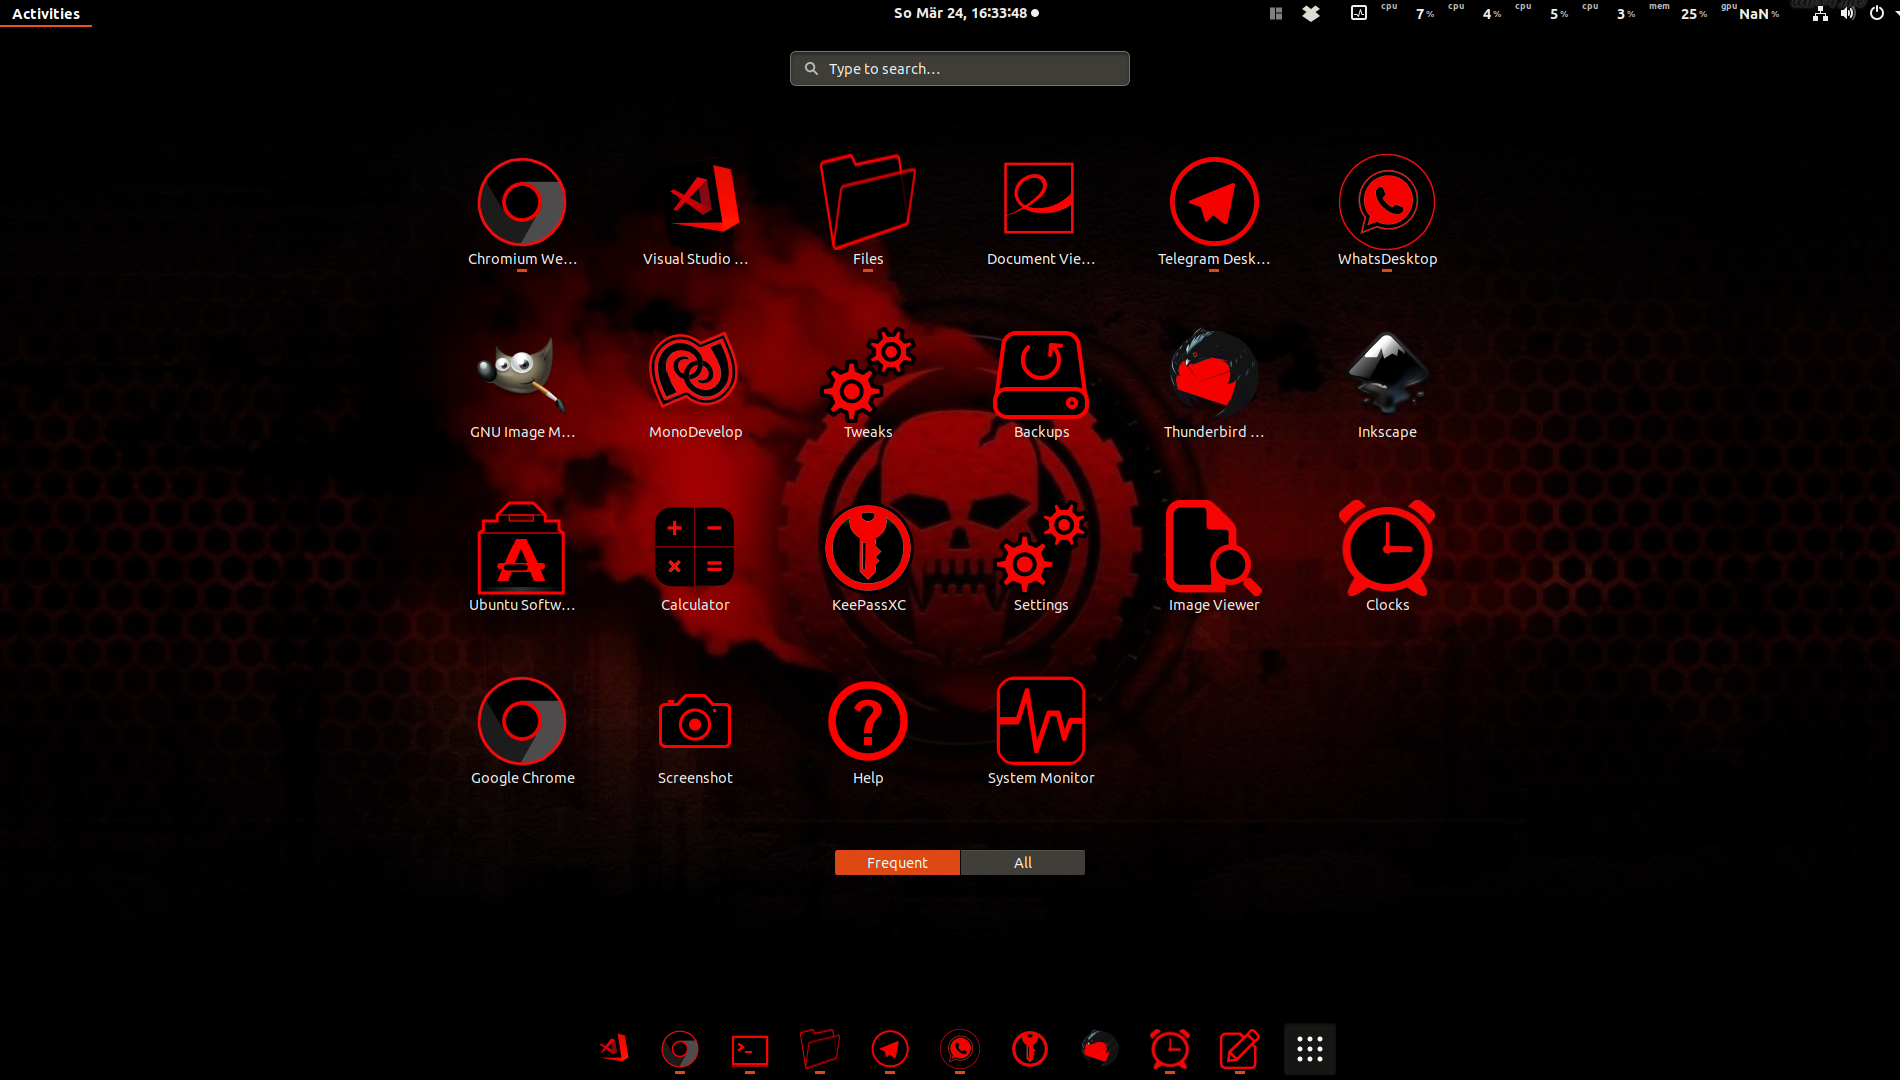 Activities
So Mär 24, 16:33:48
cpu 7 % cpu 4 % cpu 5 % cpu 3 % mem 25 % gpu NaN %
Type to search…
Chromium We… Visual Studio … Files Document Vie… Telegram Desk… WhatsDesktop
GNU Image M… MonoDevelop Tweaks Backups Thunderbird … Inkscape
Ubuntu Softw… Calculator KeePassXC Settings Image Viewer Clocks
Google Chrome Screenshot Help System Monitor
Frequent All